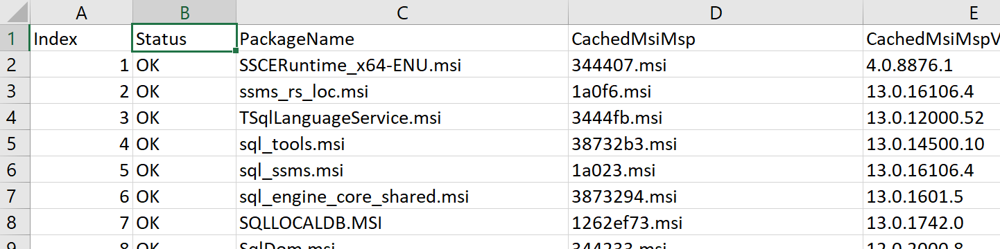 A B C D E
1 Index Status PackageName CachedMsiMsp CachedMsiMspV
2 1 OK SSCERuntime_x64-ENU.msi 344407.msi 4.0.8876.1
3 2 OK ssms_rs_loc.msi 1a0f6.msi 13.0.16106.4
4 3 OK TSqlLanguageService.msi 3444fb.msi 13.0.12000.52
5 4 OK sql_tools.msi 38732b3.msi 13.0.14500.10
6 5 OK sql_ssms.msi 1a023.msi 13.0.16106.4
7 6 OK sql_engine_core_shared.msi 3873294.msi 13.0.1601.5
8 7 OK SQLLOCALDB.MSI 1262ef73.msi 13.0.1742.0
9 8 OK SqlDom.msi 344233.msi 12.0.2000.8